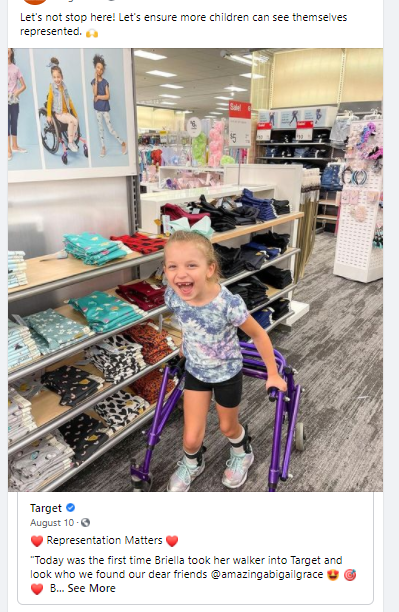 Let's not stop here! Let's ensure more children can see themselves
represented. 🙌
Sale!
$5
Target
August 10 ·
❤️ Representation Matters ❤️
"Today was the first time Briella took her walker into Target and
look who we found our dear friends @amazingabigailgrace 🤩 🎯
❤️ B... See More